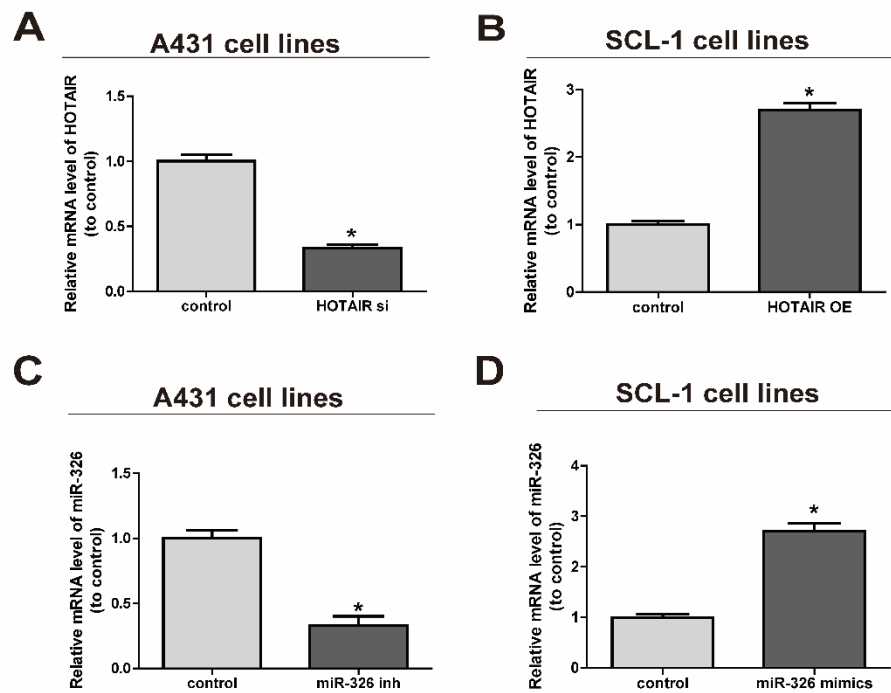 A
A431 cell lines
Relative mRNA level of HOTAIR
(to control)
1.5
1.0
0.5
0.0
*
control
HOTAIR si
B
SCL-1 cell lines
Relative mRNA level of HOTAIR
(to control)
3
2
1
0
*
control
HOTAIR OE
C
A431 cell lines
Relative mRNA level of miR-326
(to control)
1.5
1.0
0.5
0.0
*
control
miR-326 inh
D
SCL-1 cell lines
Relative mRNA level of miR-326
(to control)
4
3
2
1
0
*
control
miR-326 mimics